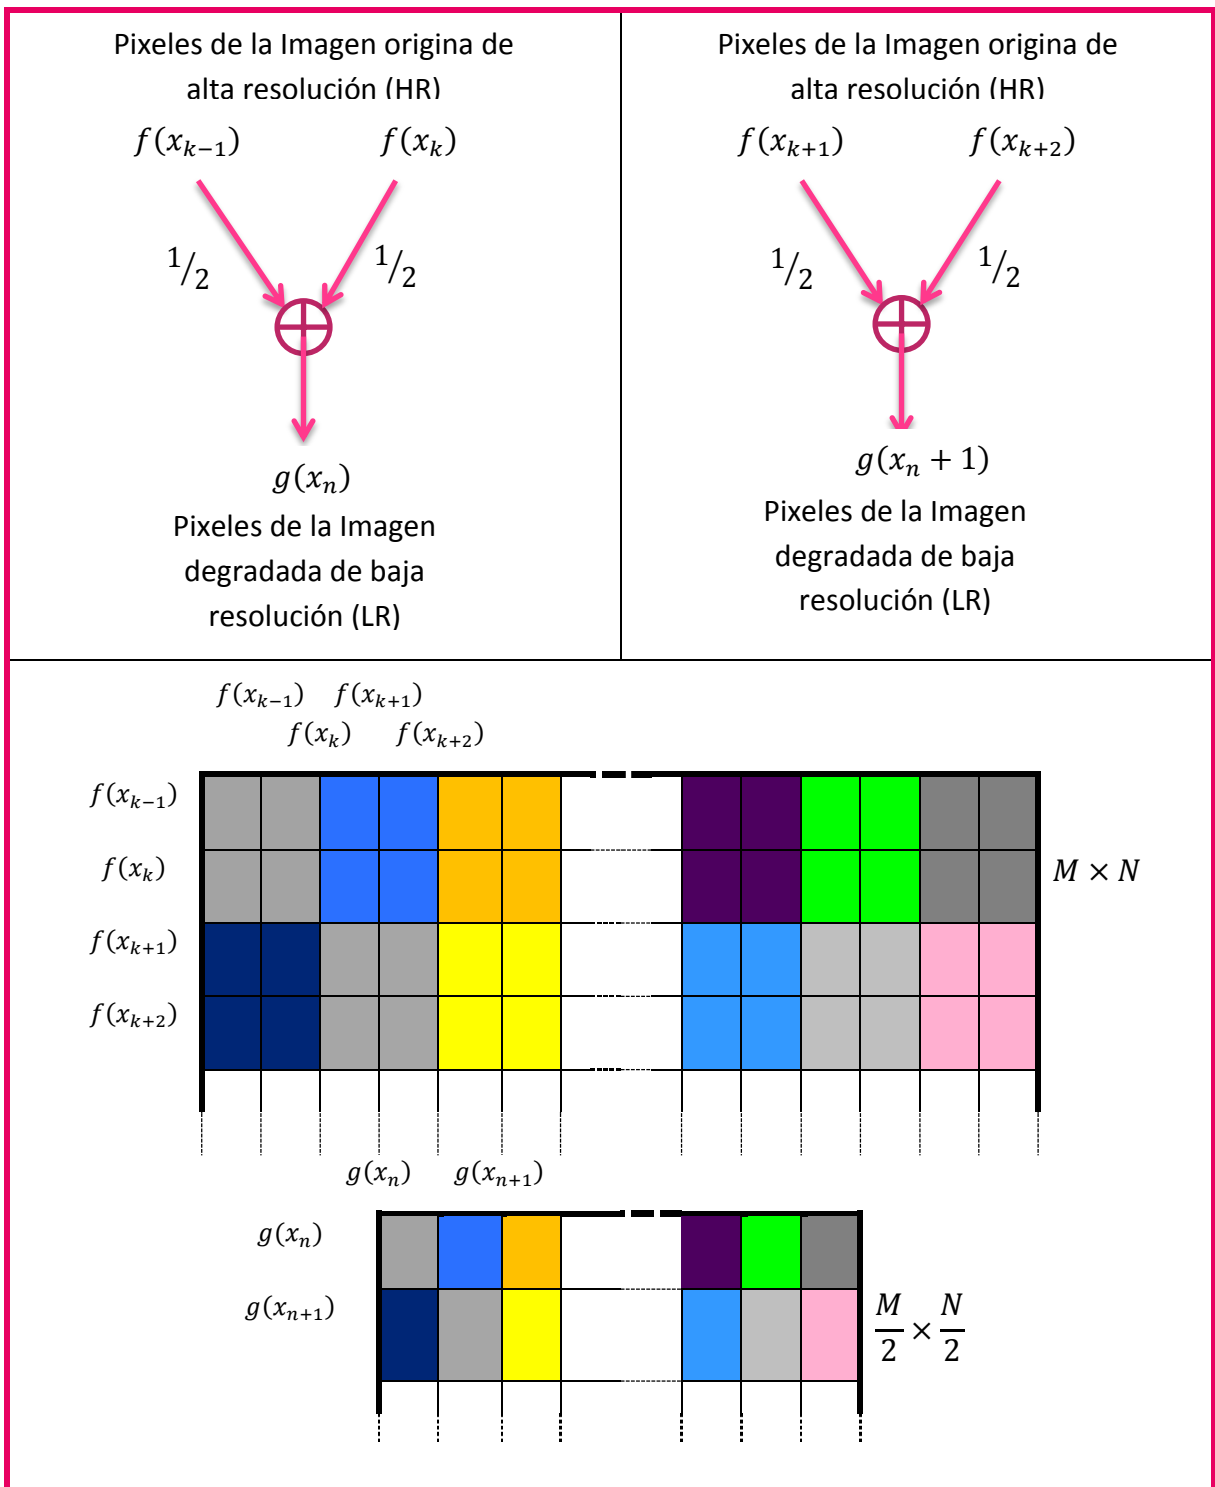 Pixeles de la Imagen origina de
alta resolución (HR)
f(x_{k−1}) f(x_k)
1/2 1/2
g(x_n)
Pixeles de la Imagen
degradada de baja
resolución (LR)
Pixeles de la Imagen origina de
alta resolución (HR)
f(x_{k+1}) f(x_{k+2})
1/2 1/2
g(x_n + 1)
Pixeles de la Imagen
degradada de baja
resolución (LR)
f(x_{k−1}) f(x_{k+1})
f(x_k) f(x_{k+2})
f(x_{k−1})
f(x_k) M × N
f(x_{k+1})
f(x_{k+2})
g(x_n) g(x_{n+1})
g(x_n)
g(x_{n+1}) M/2 × N/2